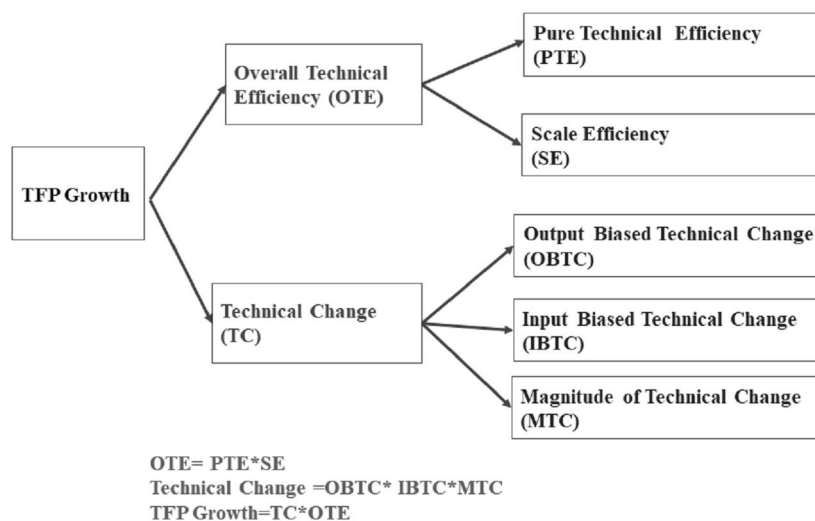 TFP Growth
Overall Technical
Efficiency (OTE)
Pure Technical Efficiency
(PTE)
Scale Efficiency
(SE)
Technical Change
(TC)
Output Biased Technical Change
(OBTC)
Input Biased Technical Change
(IBTC)
Magnitude of Technical Change
(MTC)
OTE= PTE*SE
Technical Change =OBTC* IBTC*MTC
TFP Growth=TC*OTE